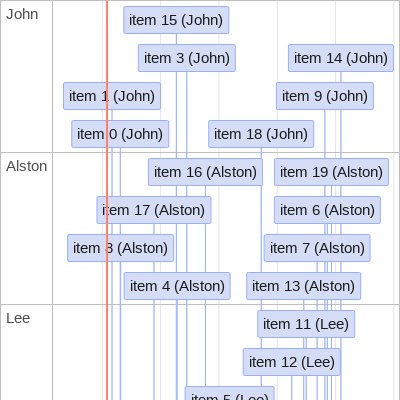 John
item 15 (John)
item 3 (John)
item 14 (John)
item 1 (John)
item 9 (John)
item 0 (John)
item 18 (John)
Alston
item 16 (Alston)
item 19 (Alston)
item 17 (Alston)
item 6 (Alston)
item 8 (Alston)
item 7 (Alston)
item 4 (Alston)
item 13 (Alston)
Lee
item 11 (Lee)
item 12 (Lee)
item 5 (Lee)